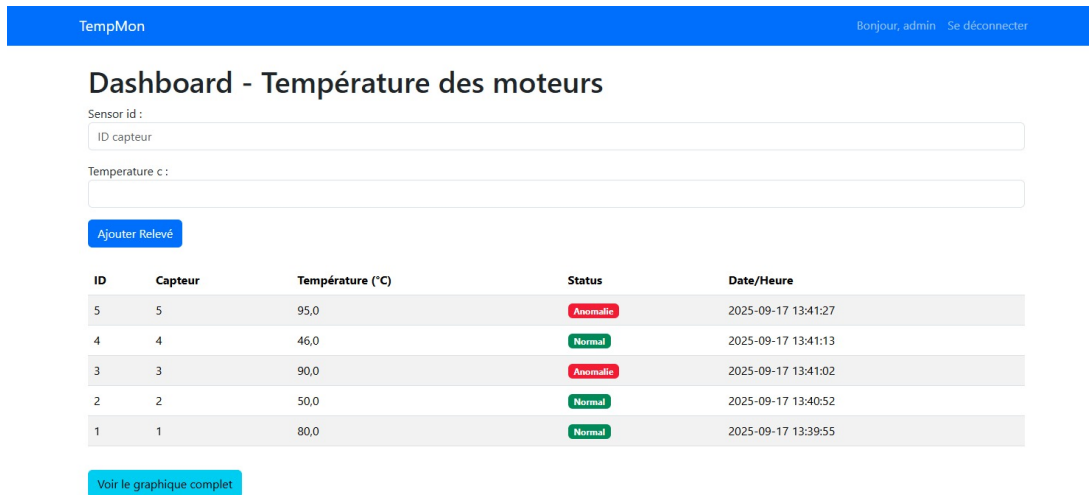 TempMon Bonjour, admin Se déconnecter
Dashboard - Température des moteurs
Sensor id :
ID capteur
Temperature c :
Ajouter Relevé
ID Capteur Température (°C) Status Date/Heure
5 5 95,0 Anomalie 2025-09-17 13:41:27
4 4 46,0 Normal 2025-09-17 13:41:13
3 3 90,0 Anomalie 2025-09-17 13:41:02
2 2 50,0 Normal 2025-09-17 13:40:52
1 1 80,0 Normal 2025-09-17 13:39:55
Voir le graphique complet